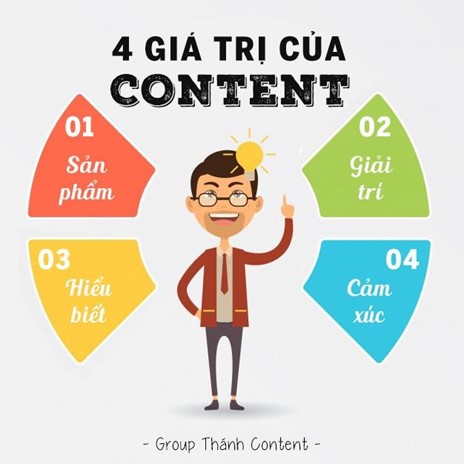 4 GIÁ TRỊ CỦA
CONTENT
01
Sản
phẩm
02
Giải
trí
03
Hiểu
biết
04
Cảm
xúc
- Group Thánh Content -